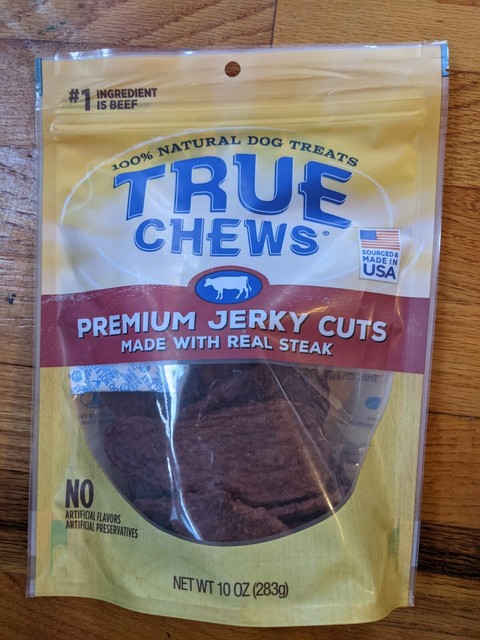 #1 INGREDIENT
IS BEEF
100% NATURAL DOG TREATS
TRUE
CHEWS®
SOURCED &
MADE IN
USA
PREMIUM JERKY CUTS
MADE WITH REAL STEAK
NO
ARTIFICIAL FLAVORS
ARTIFICIAL PRESERVATIVES
NET WT 10 OZ (283g)